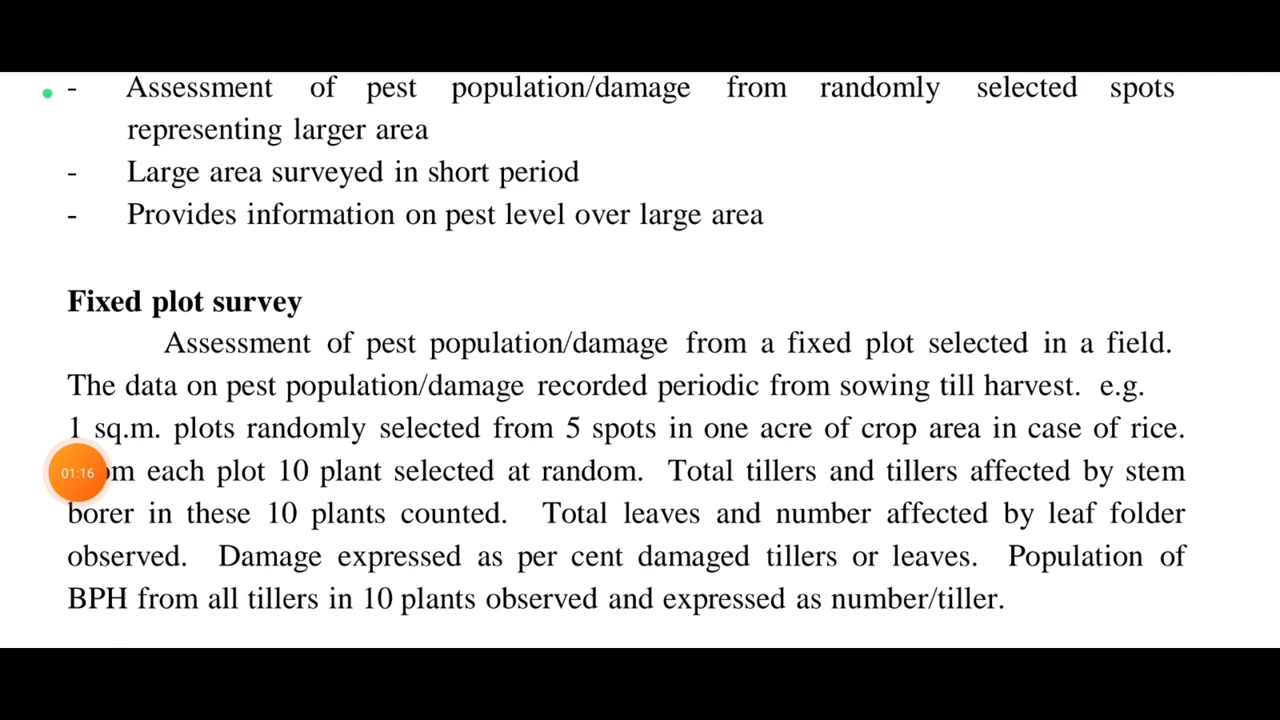 - Assessment of pest population/damage from randomly selected spots
representing larger area
- Large area surveyed in short period
- Provides information on pest level over large area
Fixed plot survey
Assessment of pest population/damage from a fixed plot selected in a field.
The data on pest population/damage recorded periodic from sowing till harvest. e.g.
1 sq.m. plots randomly selected from 5 spots in one acre of crop area in case of rice.
01:16
om each plot 10 plant selected at random. Total tillers and tillers affected by stem
borer in these 10 plants counted. Total leaves and number affected by leaf folder
observed. Damage expressed as per cent damaged tillers or leaves. Population of
BPH from all tillers in 10 plants observed and expressed as number/tiller.